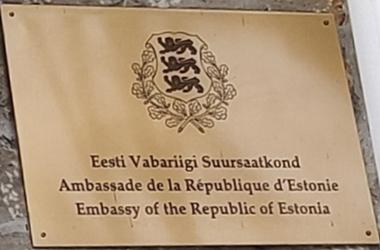 Eesti Vabariigi Suursaatkond
Ambassade de la République d'Estonie
Embassy of the Republic of Estonia